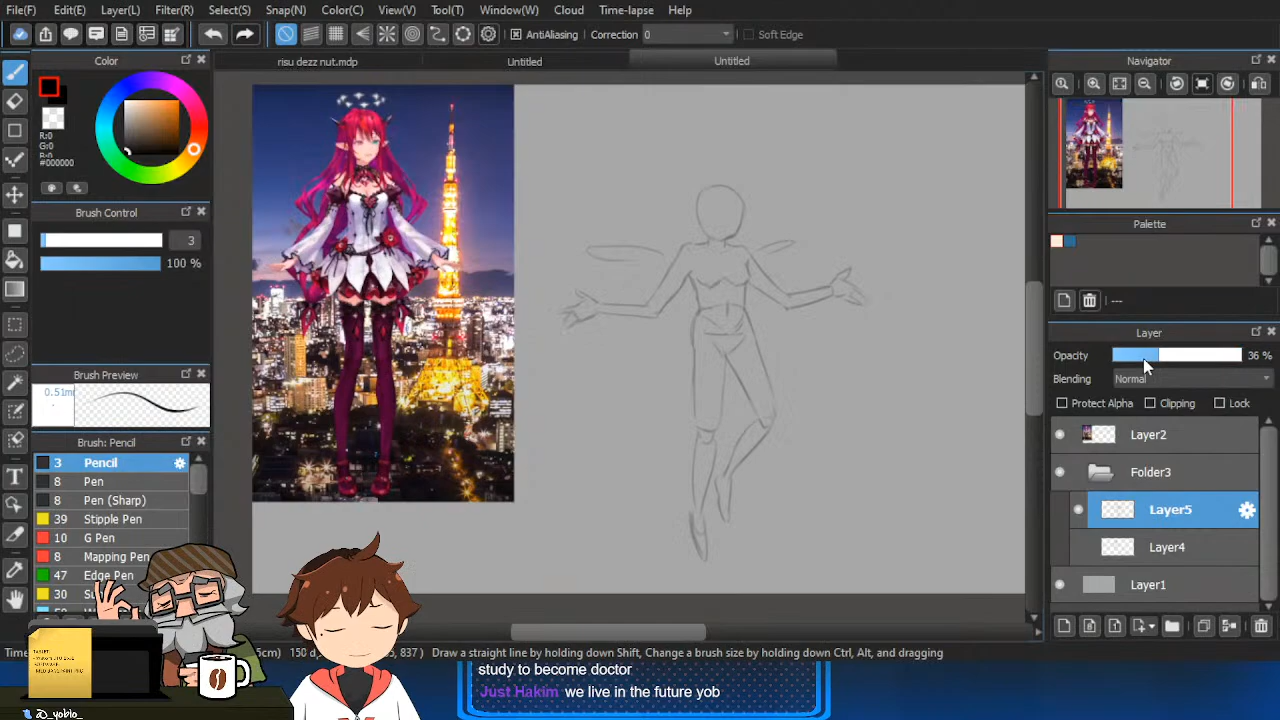 File(F) Edit(E) Layer(L) Filter(R) Select(S) Snap(N) Color(C) View(V) Tool(T) Window(W) Cloud Time-lapse Help
AntiAliasing Correction 0 Soft Edge
Color
risu dezz nut.mdp Untitled Untitled
Navigator
R:0
G:0
#000000
Brush Control
3
100 %
Palette
---
Layer
Opacity 36 %
Blending Normal
Protect Alpha Clipping Lock
Brush Preview
0.51m
Brush: Pencil
3 Pencil
8 Pen
8 Pen (Sharp)
39 Stipple Pen
10 G Pen
8 Mapping Pen
47 Edge Pen
30
Layer2
Folder3
Layer5
Layer4
Layer1
5cm) 150 d 837 ) Draw a straight line by holding down Shift, Change a brush size by holding down Ctrl, Alt, and dragging
study to become doctor
Just Hakim we live in the future yob